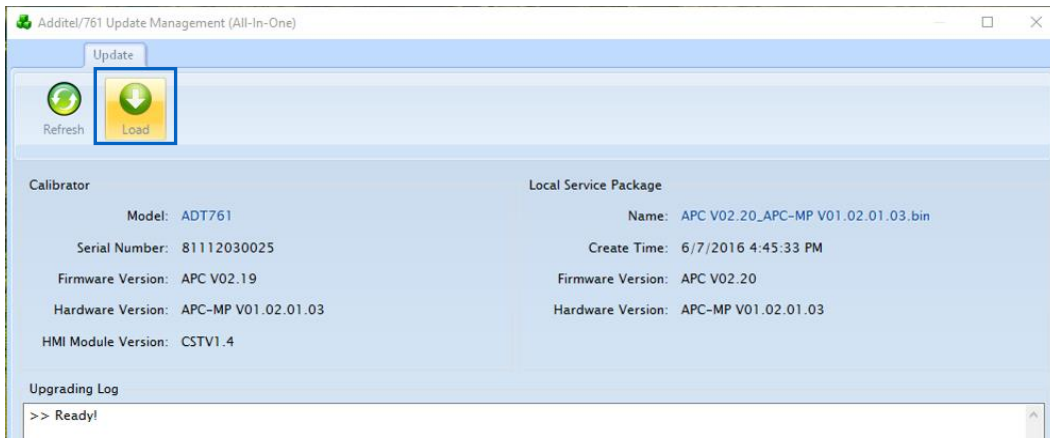 Additel/761 Update Management (All-In-One)
Update
Refresh
Load
Calibrator
Model: ADT761
Serial Number: 81112030025
Firmware Version: APC V02.19
Hardware Version: APC-MP V01.02.01.03
HMI Module Version: CSTV1.4
Local Service Package
Name: APC V02.20_APC-MP V01.02.01.03.bin
Create Time: 6/7/2016 4:45:33 PM
Firmware Version: APC V02.20
Hardware Version: APC-MP V01.02.01.03
Upgrading Log
>> Ready!